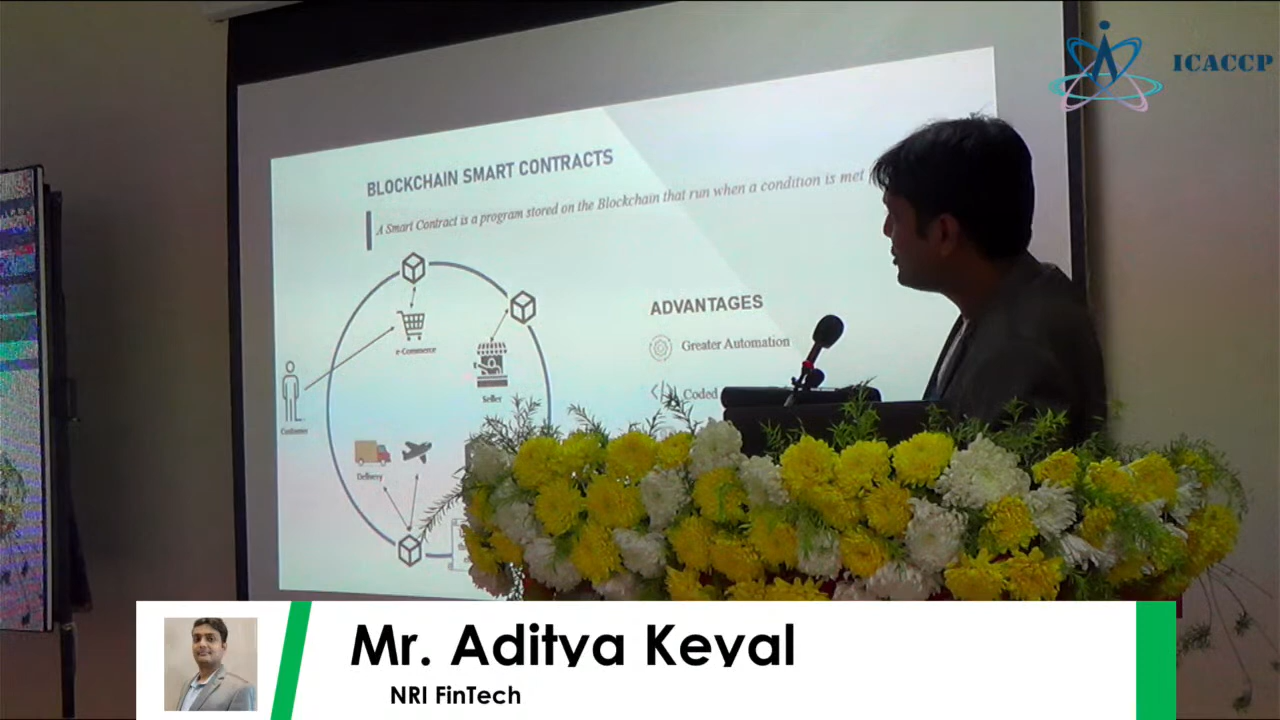 ICACCP
BLOCKCHAIN SMART CONTRACTS
A Smart Contract is a program stored on the Blockchain that run when a condition is met
ADVANTAGES
Greater Automation
Coded
e-Commerce
Seller
Customer
Delivery
Mr. Aditya Keyal
NRI FinTech